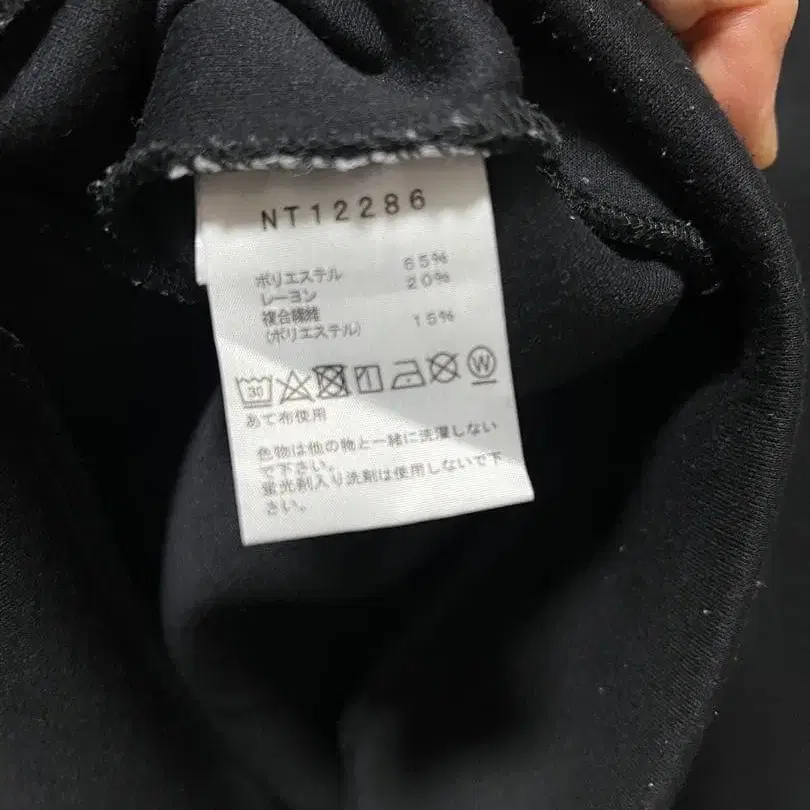 NT12286
ポリエステル 65%
レーヨン 20%
複合繊維
(ポリエステル) 15%
30 W
あて布使用
色物は他の物と一緒に洗濯しない
で下さい。
蛍光剤入り洗剤は使用しないで下
さい。